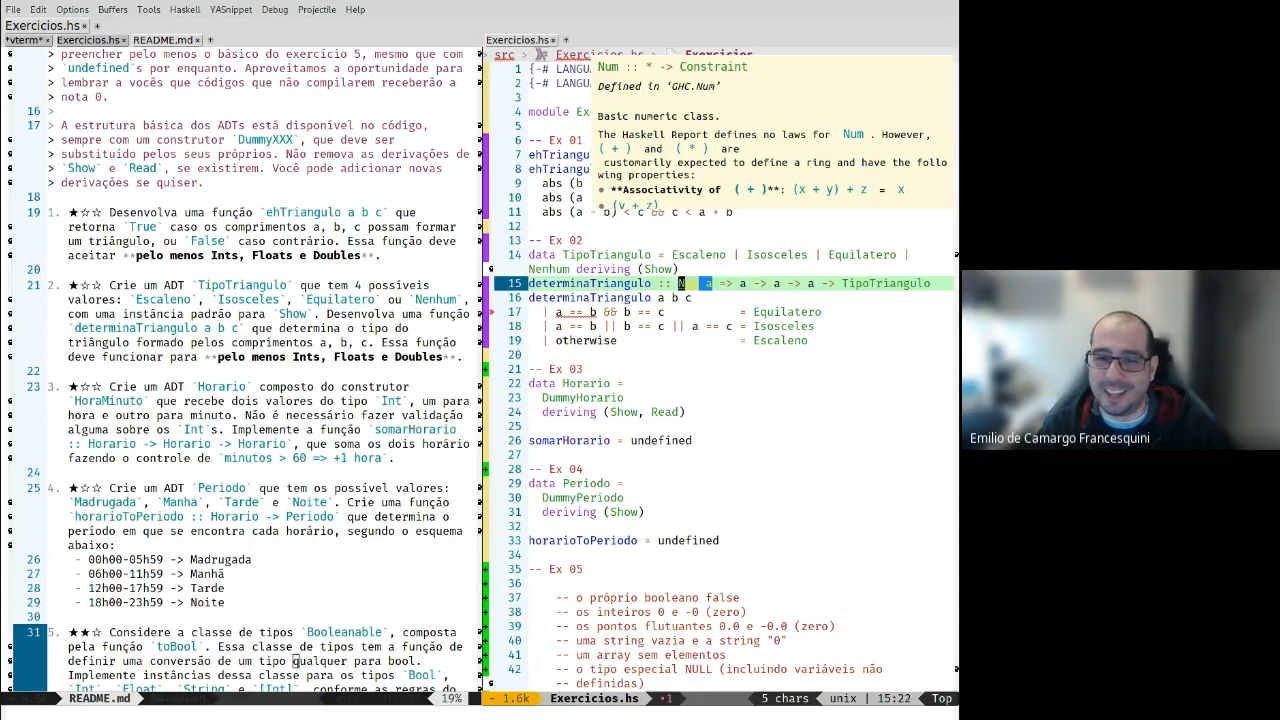 File Edit Options Buffers Tools Haskell YASnippet Debug Projectile Help
Exercicios.hs× +
*vterm*× Exercicios.hs× README.md× +
> preencher pelo menos o básico do exercício 5, mesmo que com
> `undefined`s por enquanto. Aproveitamos a oportunidade para
> lembrar a vocês que códigos que não compilarem receberão a
> nota 0.
16 >
17 > A estrutura básica dos ADTs está disponível no código,
> sempre com um construtor `DummyXXX`, que deve ser
> substituído pelos seus próprios. Não remova as derivações de
> `Show` e `Read`, se existirem. Você pode adicionar novas
> derivações se quiser.
18
19 1. ★☆☆ Desenvolva uma função `ehTriangulo a b c` que
retorna `True` caso os comprimentos a, b, c possam formar
um triângulo, ou `False` caso contrário. Essa função deve
aceitar **pelo menos Ints, Floats e Doubles**.
20
21 2. ★☆☆ Crie um ADT `TipoTriangulo` que tem 4 possíveis
valores: `Escaleno`, `Isosceles`, `Equilatero` ou `Nenhum`,
com uma instância padrão para `Show`. Desenvolva uma função
`determinaTriangulo a b c` que determina o tipo do
triângulo formado pelos comprimentos a, b, c. Essa função
deve funcionar para **pelo menos Ints, Floats e Doubles**.
22
23 3. ★☆☆ Crie um ADT `Horario` composto do construtor
`HoraMinuto` que recebe dois valores do tipo `Int`, um para
hora e outro para minuto. Não é necessário fazer validação
alguma sobre os `Int`s. Implemente a função `somarHorario
:: Horario -> Horario -> Horario`, que soma os dois horário
fazendo o controle de `minutos > 60 => +1 hora`.
24
25 4. ★☆☆ Crie um ADT `Periodo` que tem os possível valores:
`Madrugada`, `Manha`, `Tarde` e `Noite`. Crie uma função
`horarioToPeriodo :: Horario -> Periodo` que determina o
período em que se encontra cada horário, segundo o esquema
abaixo:
26 - 00h00-05h59 -> Madrugada
27 - 06h00-11h59 -> Manhã
28 - 12h00-17h59 -> Tarde
29 - 18h00-23h59 -> Noite
30
31 5. ★★☆ Considere a classe de tipos `Booleanable`, composta
pela função `toBool`. Essa classe de tipos tem a função de
definir uma conversão de um tipo qualquer para bool.
Implemente instâncias dessa classe para os tipos `Bool`,
`Int`, `Float`, `String` e `[Int]`, conforme as regras do
README.md 19%
Exercicios.hs× +
src > Exercicios.hs > Exercicios
1 {-# LANGUA
2 {-# LANGUA
3
4 module Ex
5
6 -- Ex 01
7 ehTriangul
8 ehTriangul
9 abs (b
10 abs (a
11 abs (a - b) < c && c < a + b
Num :: * -> Constraint
Defined in ‘GHC.Num’
Basic numeric class.
The Haskell Report defines no laws for Num . However,
( + ) and ( * ) are
customarily expected to define a ring and have the follo
wing properties:
● **Associativity of ( + )**: (x + y) + z = x
● (y + z)
12
13 -- Ex 02
14 data TipoTriangulo = Escaleno | Isosceles | Equilatero |
Nenhum deriving (Show)
15 determinaTriangulo :: N a => a -> a -> a -> TipoTriangulo
16 determinaTriangulo a b c
17 | a == b && b == c = Equilatero
18 | a == b || b == c || a == c = Isosceles
19 | otherwise = Escaleno
20
21 -- Ex 03
22 data Horario =
23 DummyHorario
24 deriving (Show, Read)
25
26 somarHorario = undefined
27
28 -- Ex 04
29 data Periodo =
30 DummyPeriodo
31 deriving (Show)
32
33 horarioToPeriodo = undefined
34
35 -- Ex 05
36
37 -- o próprio booleano false
38 -- os inteiros 0 e -0 (zero)
39 -- os pontos flutuantes 0.0 e -0.0 (zero)
40 -- uma string vazia e a string "0"
41 -- um array sem elementos
42 -- o tipo especial NULL (incluindo variáveis não
definidas)
- 1.6k Exercicios.hs •1 5 chars unix | 15:22 Top
Emilio de Camargo Francesquini